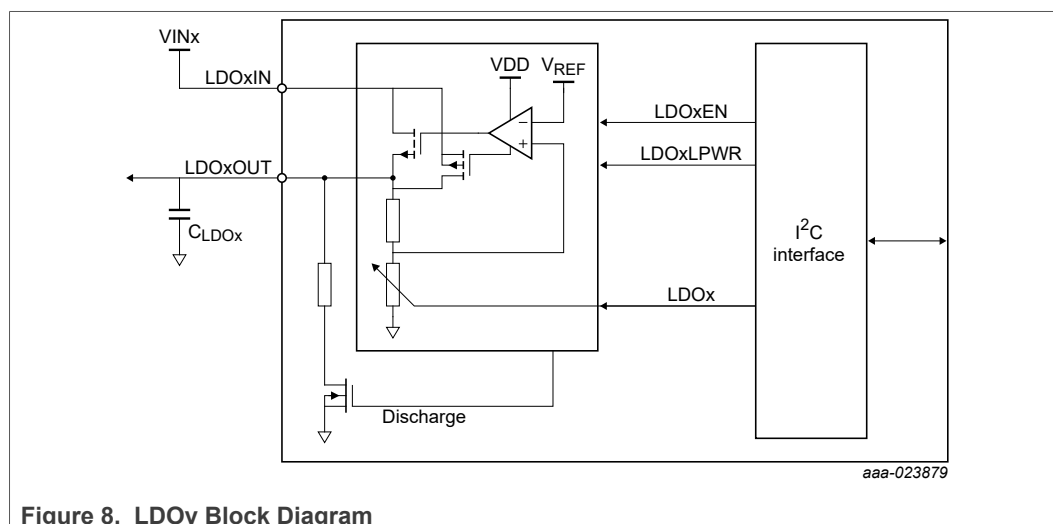 VINx
LDOxIN
VDD
VREF
−
+
LDOxEN
LDOxLPWR
LDOxOUT
CLDOx
I2C
interface
LDOx
Discharge
aaa-023879
Figure 8. LDOy Block Diagram